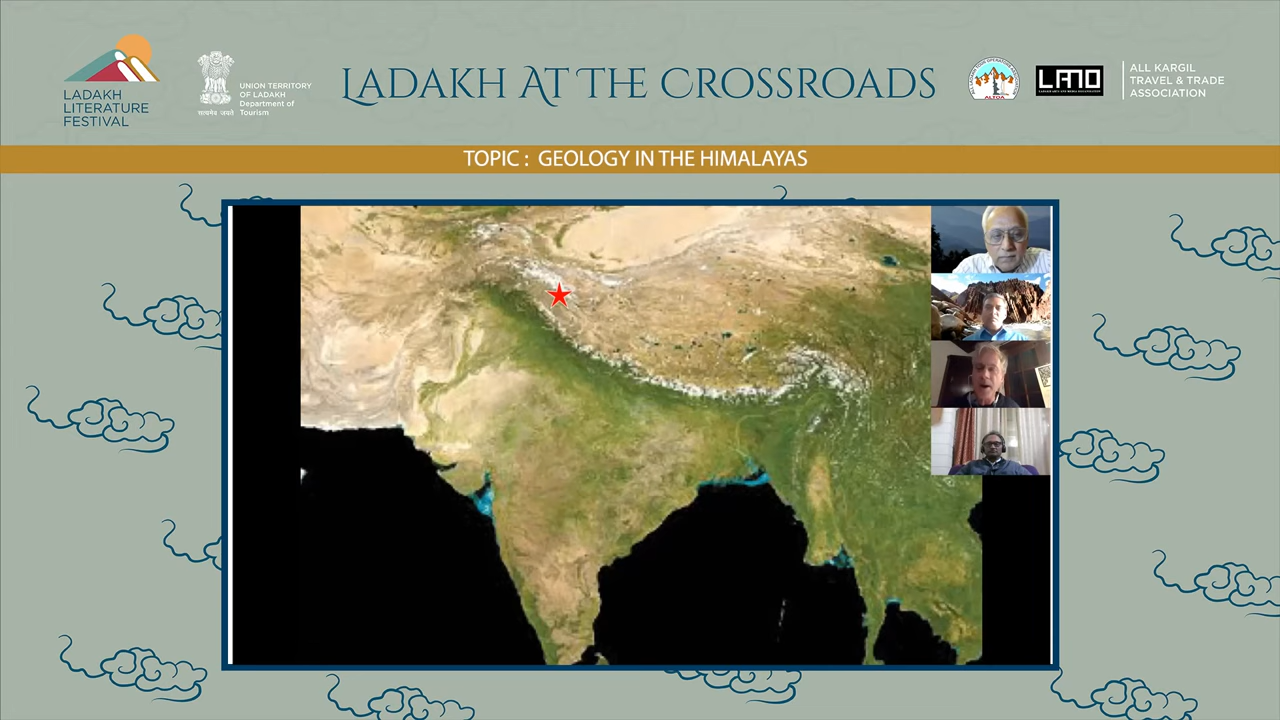 LADAKH
LITERATURE
FESTIVAL
सत्यमेव जयते
UNION TERRITORY
OF LADAKH
Department of
Tourism
LADAKH AT THE CROSSROADS
ALTOA
ALL KARGIL
TRAVEL & TRADE
ASSOCIATION
TOPIC : GEOLOGY IN THE HIMALAYAS